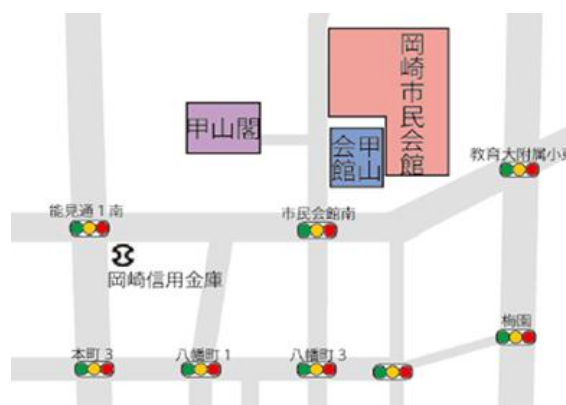 岡崎市民会館
甲山閣
甲山
会館
教育大附属小東
能見通1南
市民会館南
岡崎信用金庫
梅園
本町3
八幡町1
八幡町3